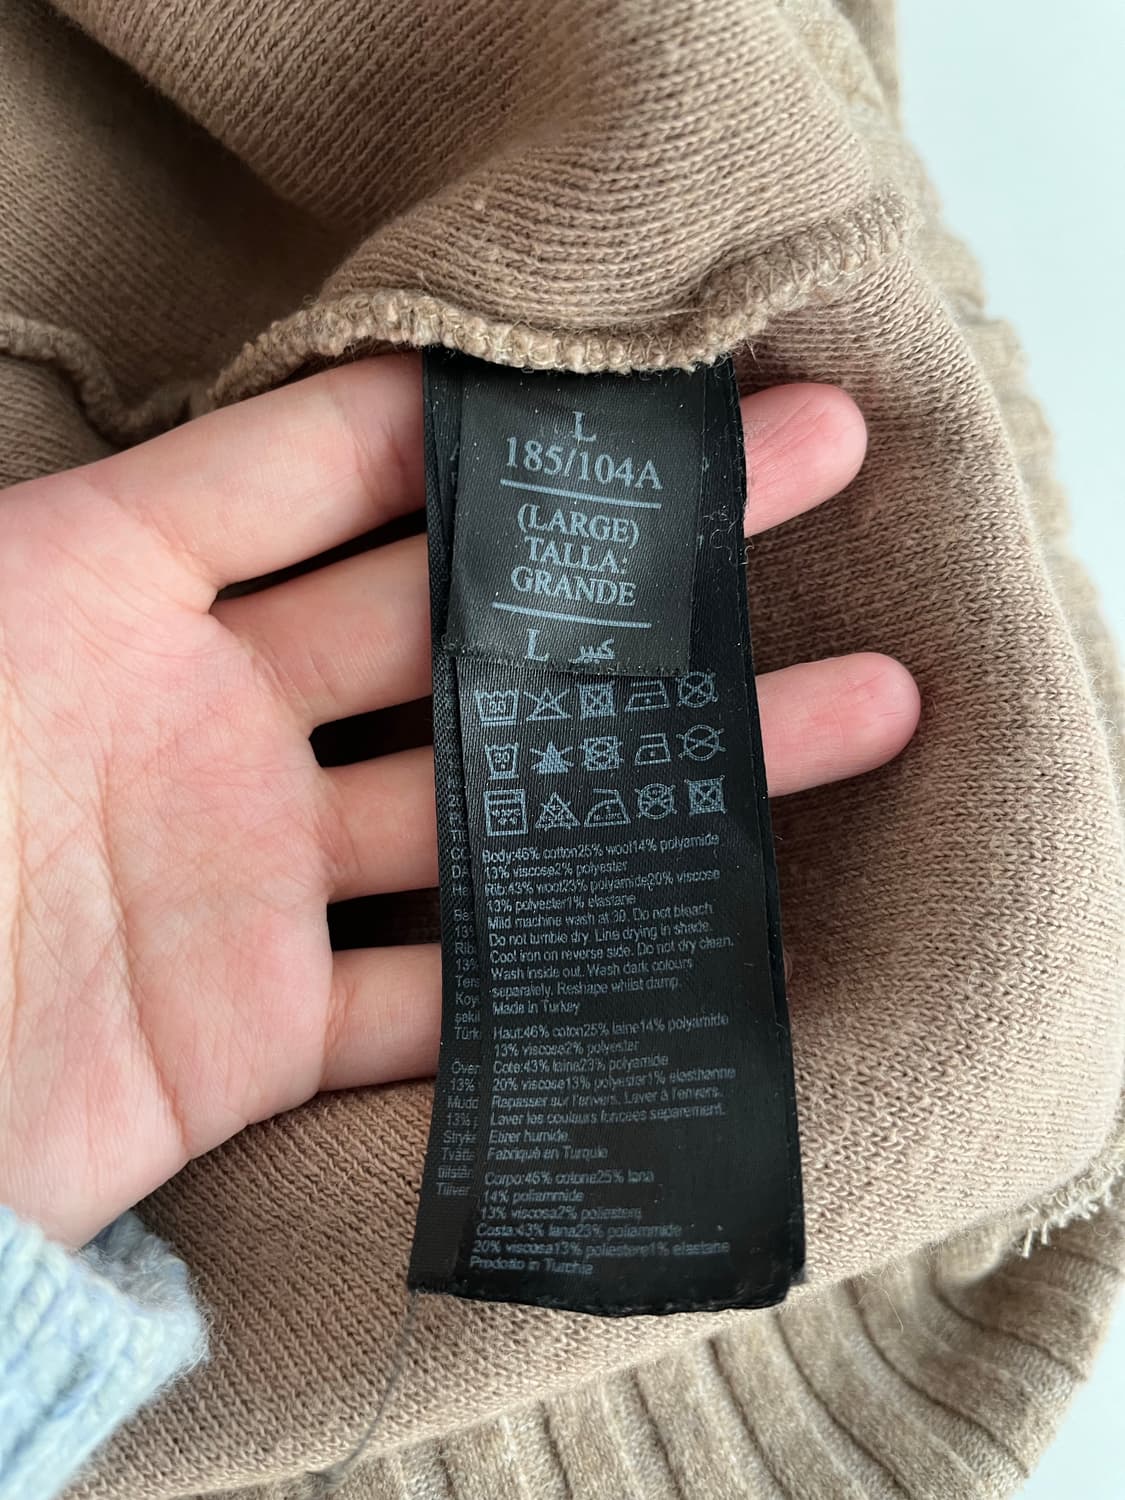 L
185/104A
(LARGE)
TALLA:
GRANDE
L كبير
Body:46% cotton25% wool14% polyamide
13% viscose2% polyester
Rib:43% wool23% polyamide20% viscose
13% polyester1% elastane
Mild machine wash at 30. Do not bleach
Do not tumble dry. Line drying in shade.
Cool iron on reverse side. Do not dry clean.
Wash inside out. Wash dark colours
separately. Reshape whilst damp.
Made in Turkey
Haut:46% coton25% laine14% polyamide
13% viscose2% polyester
Cote:43% laine23% polyamide
20% viscose13% polyester1% elasthanne
Repasser sur l'envers. Laver à l'envers.
Laver les couleurs foncées separement.
Etirer humide.
Fabriqué en Turquie
Corpo:46% cotone25% lana
14% poliammide
13% viscosa2% poliestere
Costa:43% lana23% poliammide
20% viscosa13% poliestere1% elastane
Prodotto in Turchia